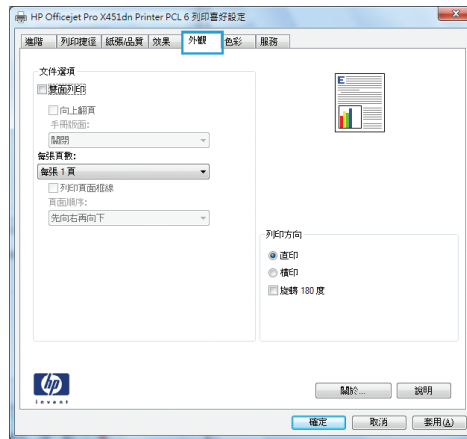 HP Officejet Pro X451dn Printer PCL 6 列印喜好設定
進階 列印捷徑 紙張/品質 效果 外觀 色彩 服務
文件選項
雙面列印
向上翻頁
手冊版面:
關閉
每張頁數:
每張 1 頁
列印頁面框線
頁面順序:
先向右再向下
E
列印方向
直印
橫印
旋轉 180 度
hp
invent
關於... 說明
確定 取消 套用(A)